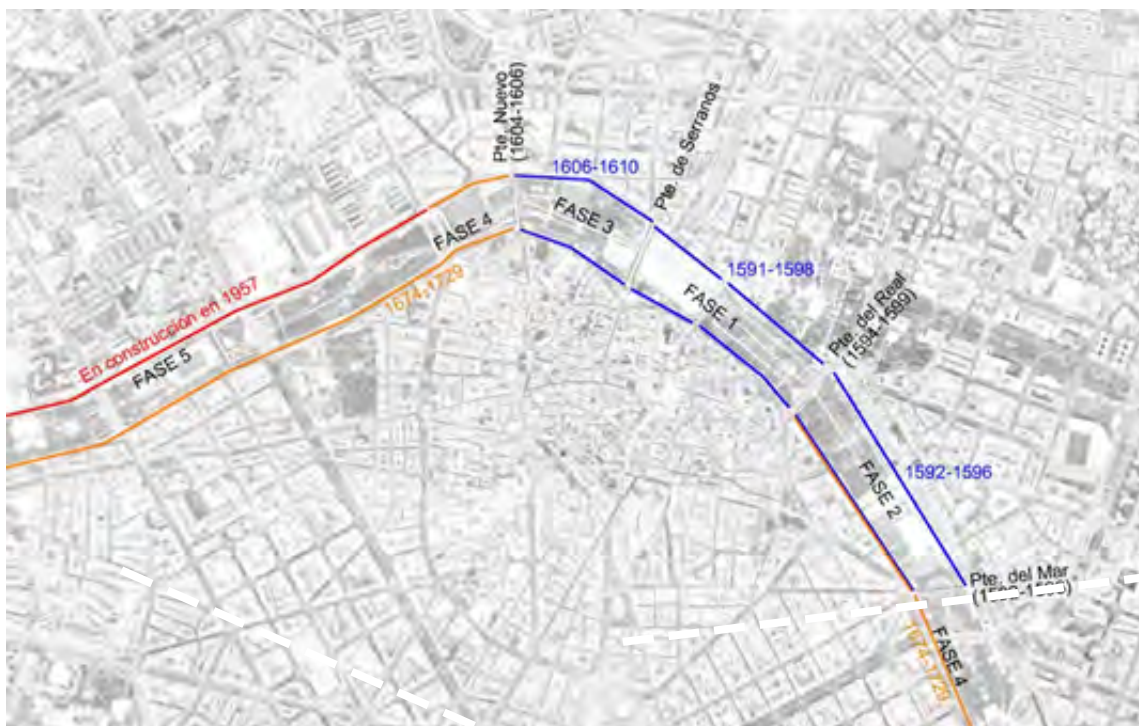 Pte. Nuevo
(1604-1606)
1606-1610
Pte. de Serranos
FASE 3
FASE 4
1674-1729
1591-1598
FASE 1
Pte. del Real
(1594-1599)
En construccion en 1957
FASE 5
1592-1596
FASE 2
Pte. del Mar
1674-1729
FASE 4